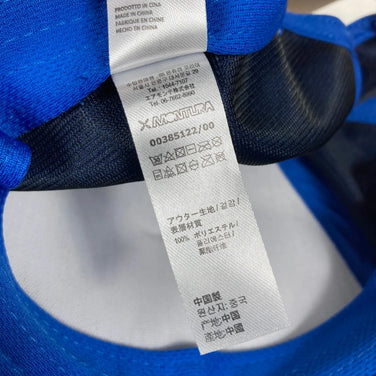 PRODOTTO IN CINA
MADE IN CHINA
FABRIQUÉ EN CHINE
HECHO EN CHINA
Tel: 1544-7107
エアモンテ株式会社
Tel: 06-7662-8990
MONTURA
00385122/00
アウター生地/겉감/
表層材質
100% ポリエステル/
폴리에스터/
聚酯纤维
中国製
원산지: 중국
产地: 中国
產地: 中國